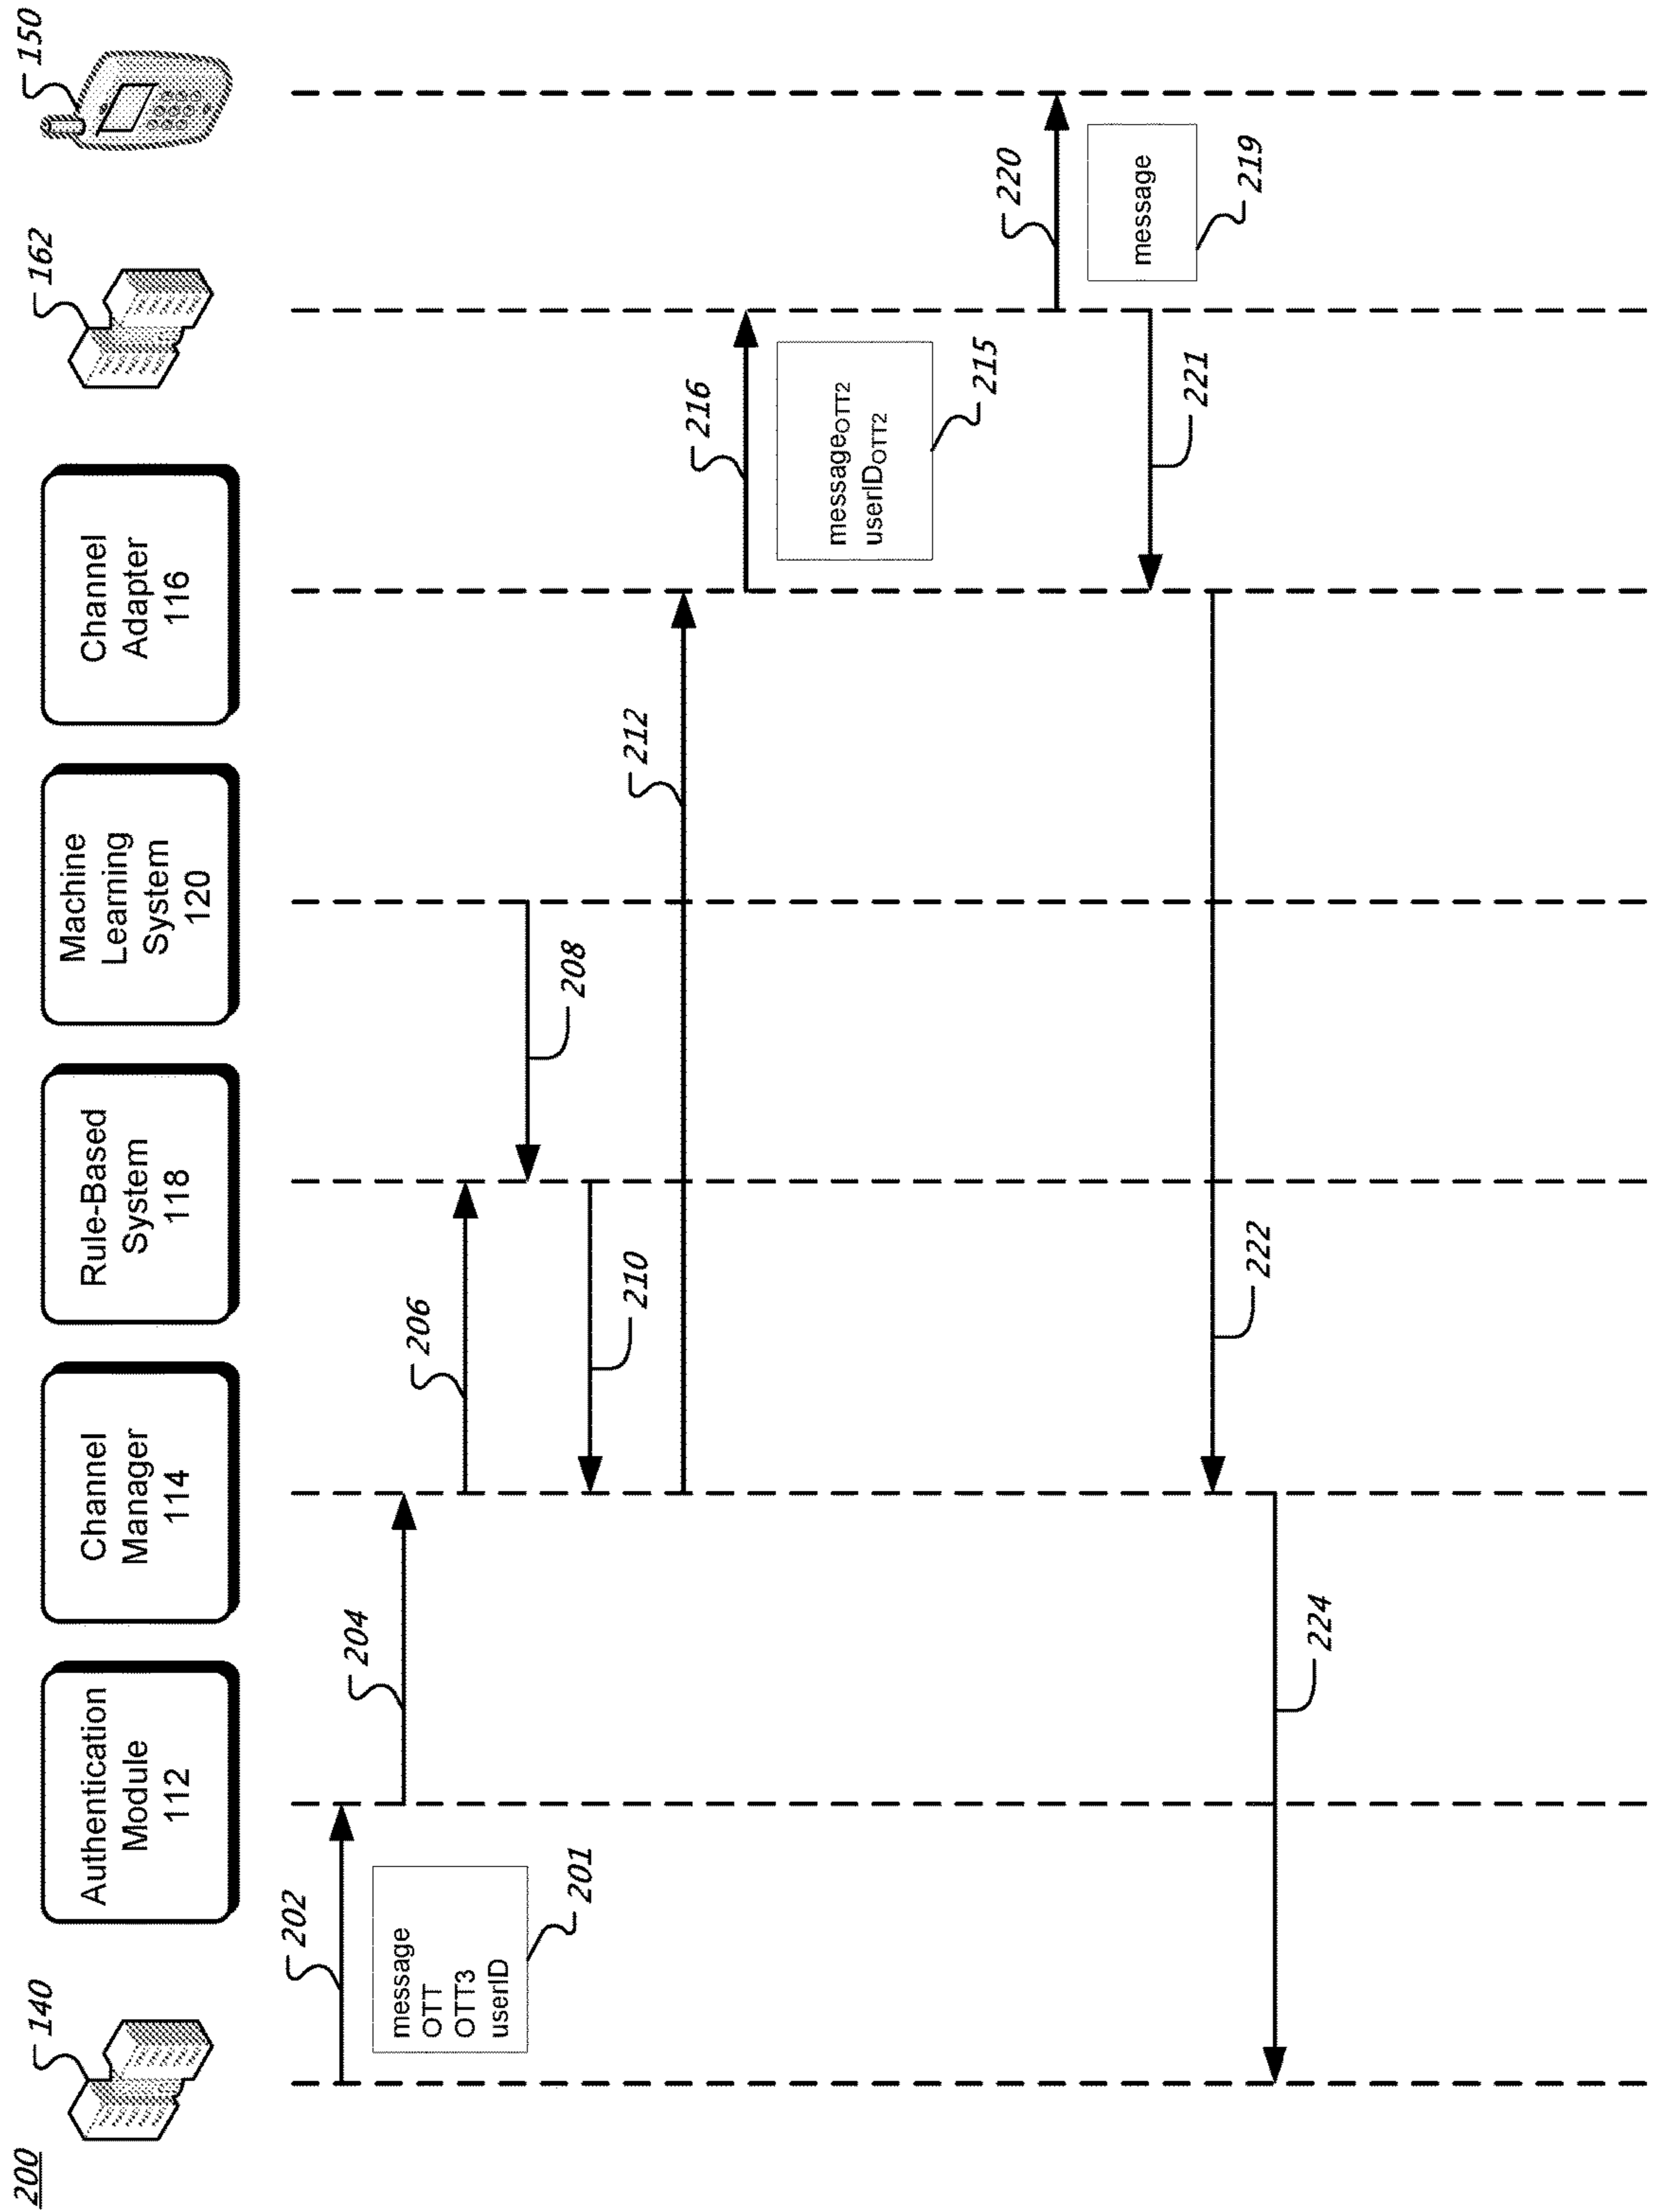 200
140
Authentication
Module
112
Channel
Manager
114
Rule-Based
System
118
Machine
Learning
System
120
Channel
Adapter
116
162
150
202
message
OTT
OTT3
userID
201
204
206
208
210
212
216
messageOTT2
userIDOTT2
215
220
message
219
221
222
224